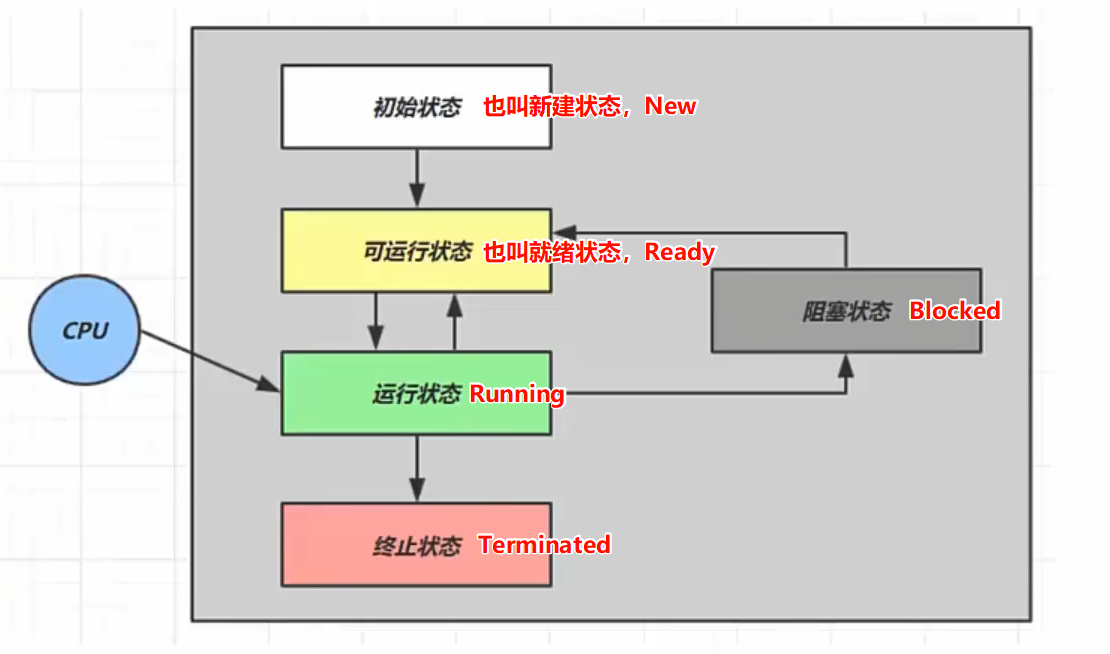 初始状态 也叫新建状态，New
可运行状态 也叫就绪状态，Ready
阻塞状态 Blocked
CPU
运行状态 Running
终止状态 Terminated